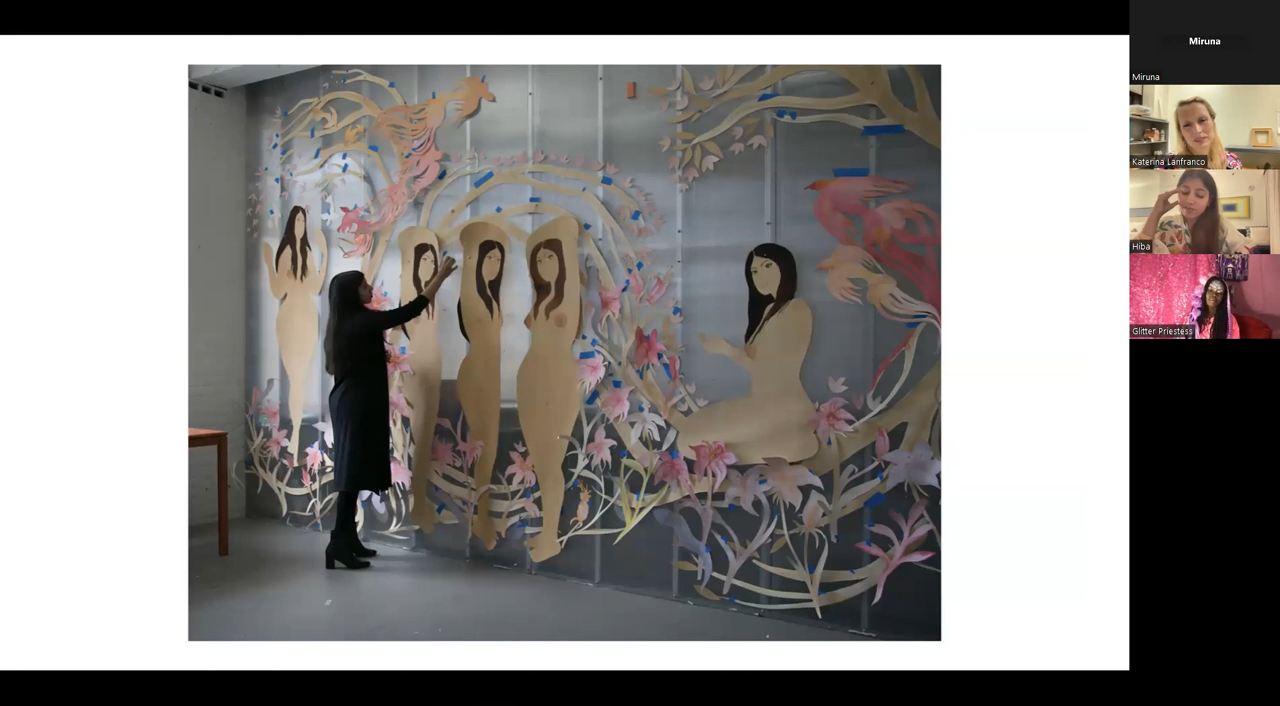 Miruna
Miruna
Katerina Lanfranco
Hiba
Glitter Priestess